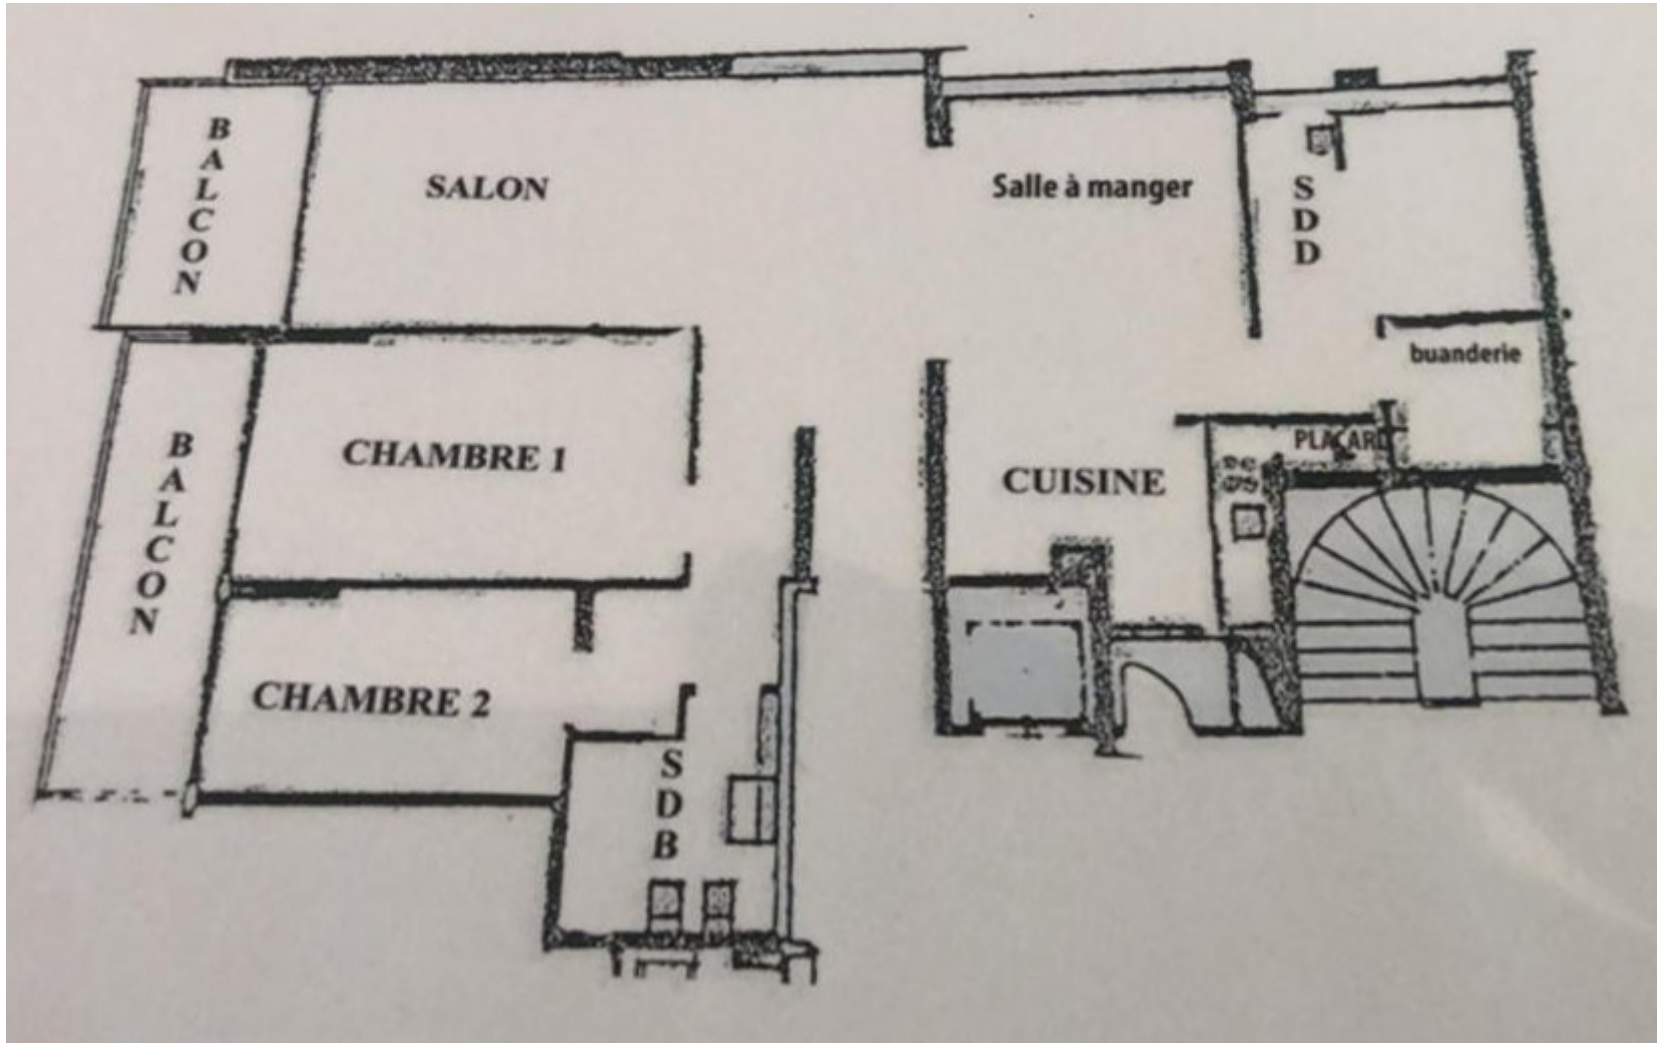 BALCON
SALON
Salle à manger
SDD
buanderie
BALCON
CHAMBRE 1
CUISINE
PLACARD
CHAMBRE 2
SDB